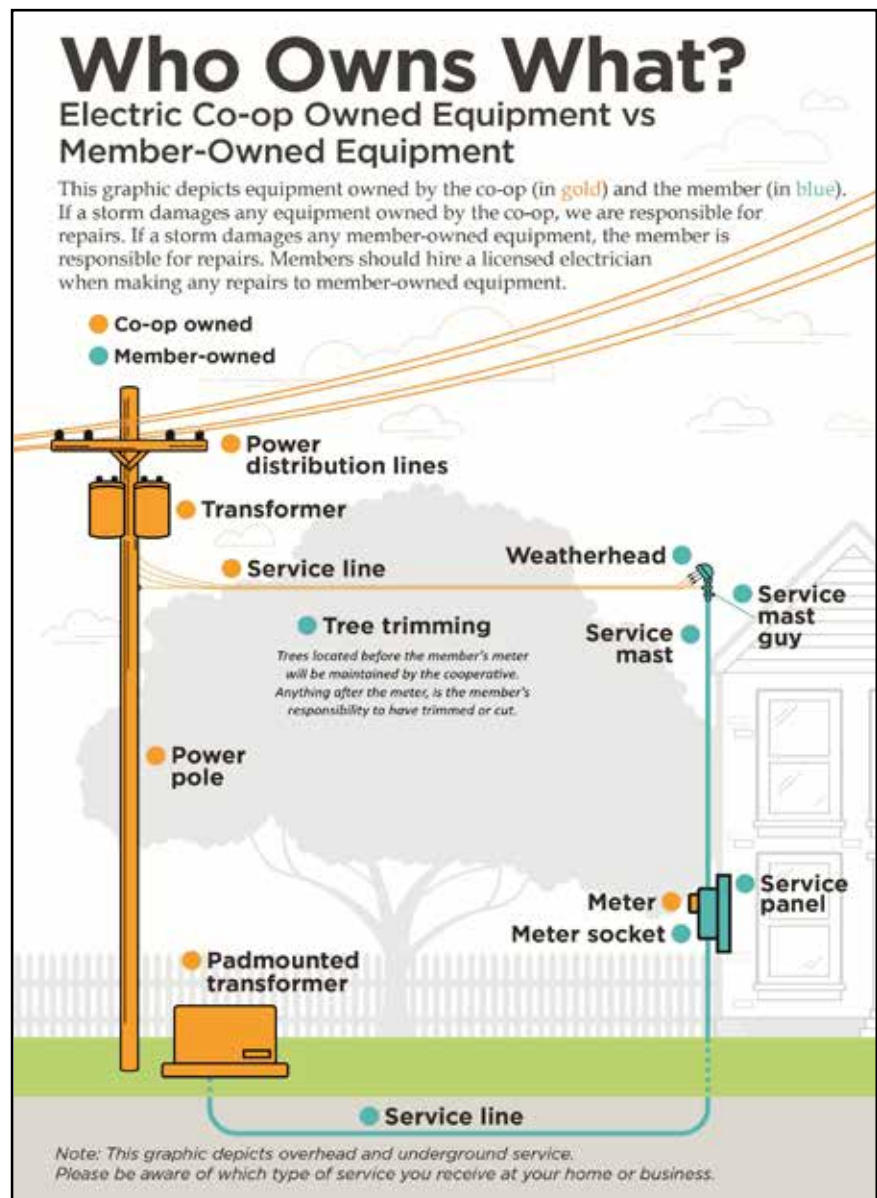 Who Owns What?
Electric Co-op Owned Equipment vs
Member-Owned Equipment
This graphic depicts equipment owned by the co-op (in gold) and the member (in blue).
If a storm damages any equipment owned by the co-op, we are responsible for
repairs. If a storm damages any member-owned equipment, the member is
responsible for repairs. Members should hire a licensed electrician
when making any repairs to member-owned equipment.
Co-op owned
Member-owned
Power
distribution lines
Transformer
Service line
Weatherhead
Service
mast
guy
Service
mast
Tree trimming
Trees located before the member's meter
will be maintained by the cooperative.
Anything after the meter, is the member's
responsibility to have trimmed or cut.
Power
pole
Meter
Meter socket
Service
panel
Padmounted
transformer
Service line
Note: This graphic depicts overhead and underground service.
Please be aware of which type of service you receive at your home or business.